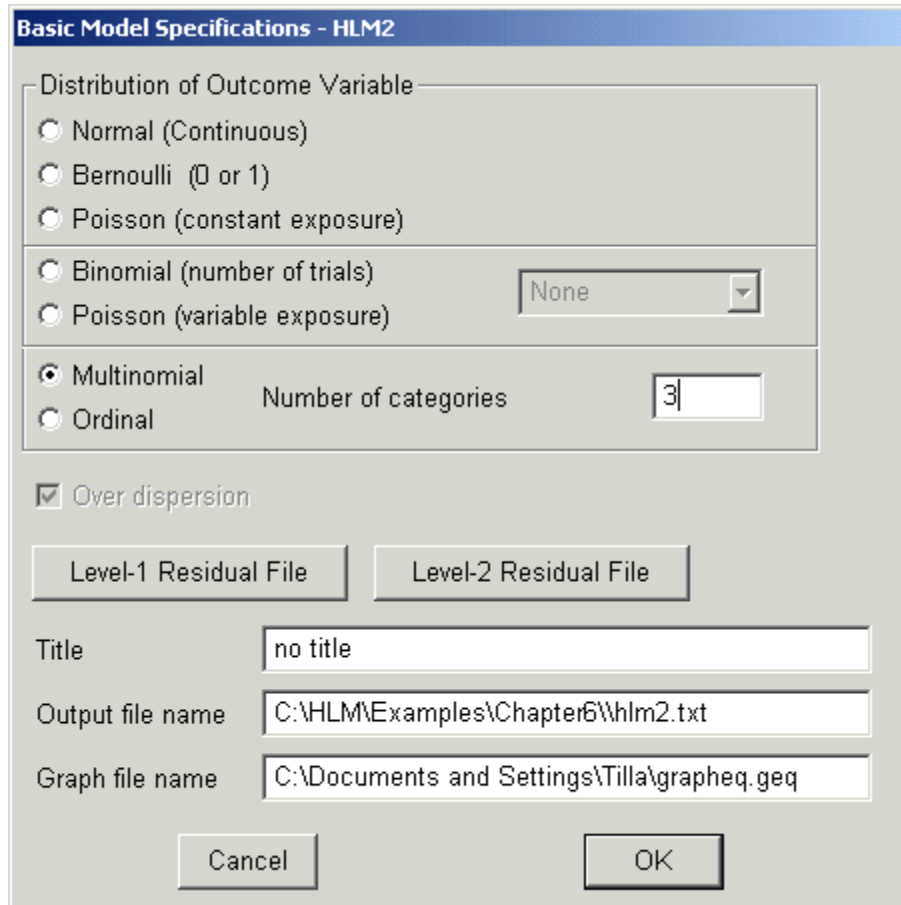 Basic Model Specifications - HLM2
Distribution of Outcome Variable
Normal (Continuous)
Bernoulli (0 or 1)
Poisson (constant exposure)
Binomial (number of trials)
None
Poisson (variable exposure)
Multinomial
Number of categories
3
Ordinal
Over dispersion
Level-1 Residual File
Level-2 Residual File
Title
no title
Output file name
C:\HLM\Examples\Chapter6\\hlm2.txt
Graph file name
C:\Documents and Settings\Tilla\grapheq.geq
Cancel
OK